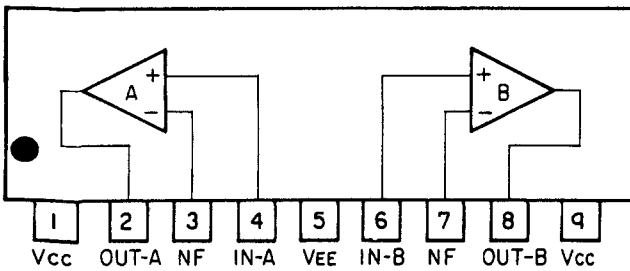 A
+
−
B
+
−
1 2 3 4 5 6 7 8 9
Vcc OUT-A NF IN-A VEE IN-B NF OUT-B Vcc